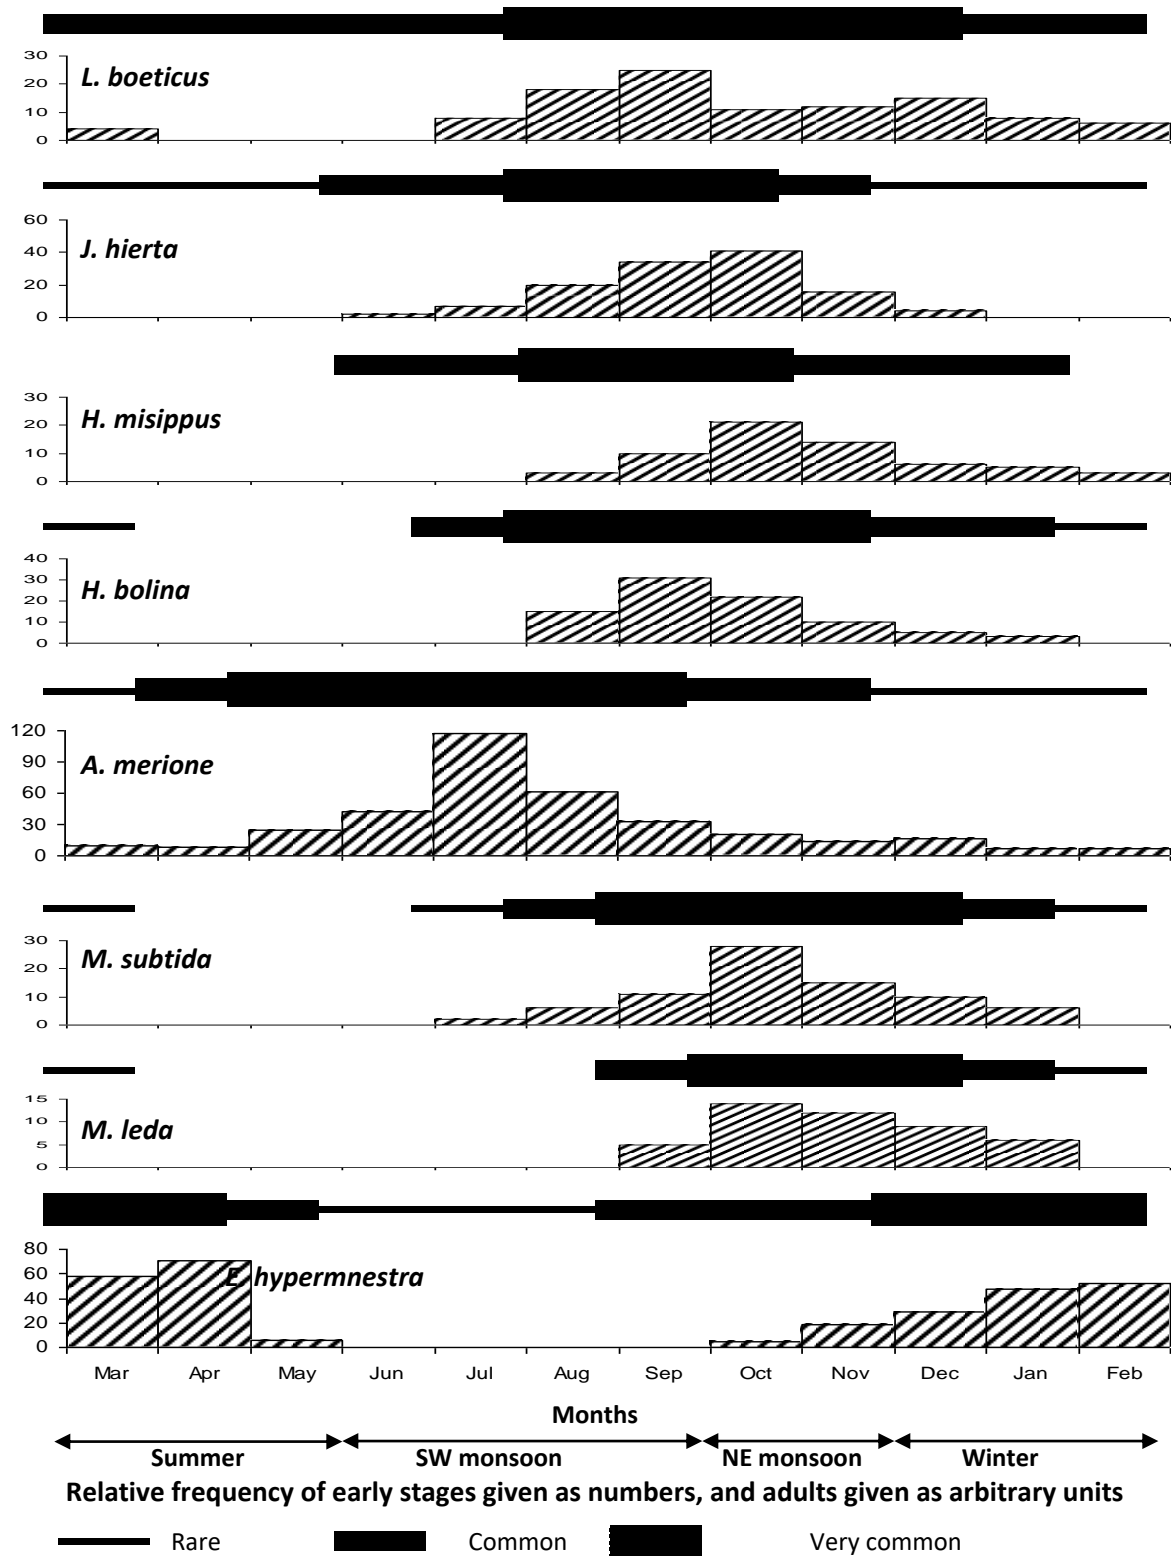 30
20
10
0
L. boeticus
60
40
20
0
J. hierta
30
20
10
0
H. misippus
40
30
20
10
0
H. bolina
120
90
60
30
0
A. merione
30
20
10
0
M. subtida
15
10
5
0
M. leda
80
60
40
20
0
E. hypermnestra
Mar Apr May Jun Jul Aug Sep Oct Nov Dec Jan Feb
Months
Summer SW monsoon NE monsoon Winter
Relative frequency of early stages given as numbers, and adults given as arbitrary units
Rare Common Very common